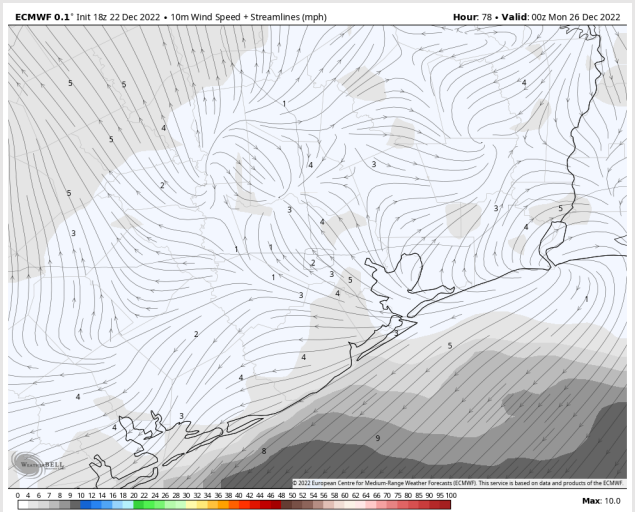 ECMWF 0.1° Init 18z 22 Dec 2022 • 10m Wind Speed + Streamlines (mph)
Hour: 78 • Valid: 00z Mon 26 Dec 2022
5 5 4
1
4
5
4 3
5 2
3 5
3 4 4
1 1
2
1 3 5
3 4 1
2 3
5
4
4
4
3
4
9
8
WeatherBELL
© 2022 European Centre for Medium-Range Weather Forecasts (ECMWF). This service is based on data and products of the ECMWF.
0 4 5 6 7 8 9 10 12 14 16 18 20 22 24 26 28 30 32 34 36 38 40 42 44 46 48 50 52 54 56 58 60 62 64 66 68 70 75 80 85 90 95 100
Max: 10.0